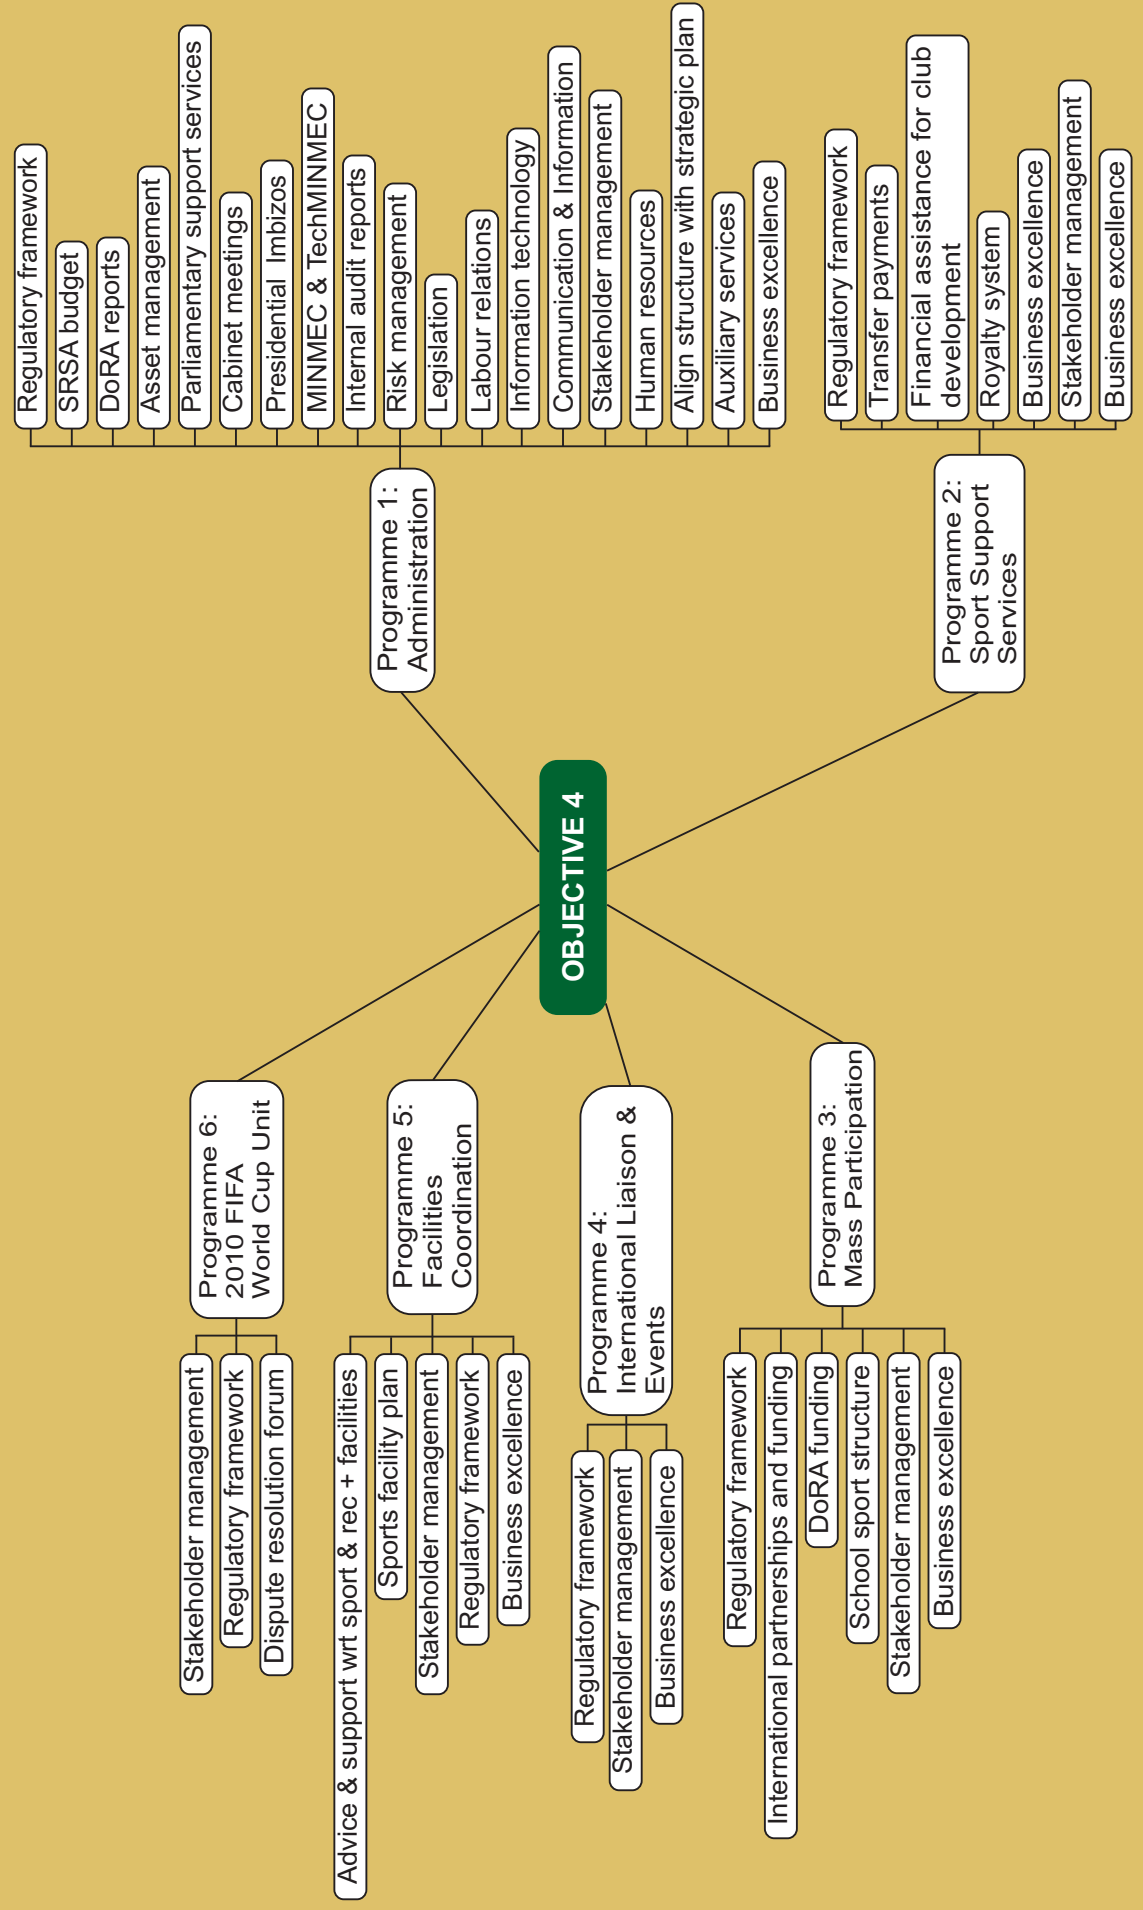 OBJECTIVE 4
Programme 1:
Administration
Regulatory framework
SRSA budget
DoRA reports
Asset management
Parliamentary support services
Cabinet meetings
Presidential Imbizos
MINMEC & TechMINMEC
Internal audit reports
Risk management
Legislation
Labour relations
Information technology
Communication & Information
Stakeholder management
Human resources
Align structure with strategic plan
Auxiliary services
Business excellence
Programme 2:
Sport Support
Services
Regulatory framework
Transfer payments
Financial assistance for club
development
Royalty system
Business excellence
Stakeholder management
Business excellence
Programme 3:
Mass Participation
Regulatory framework
International partnerships and funding
DoRA funding
School sport structure
Stakeholder management
Business excellence
Programme 4:
International Liaison &
Events
Regulatory framework
Stakeholder management
Business excellence
Programme 5:
Facilities
Coordination
Advice & support wrt sport & rec + facilities
Sports facility plan
Stakeholder management
Regulatory framework
Business excellence
Programme 6:
2010 FIFA
World Cup Unit
Stakeholder management
Regulatory framework
Dispute resolution forum